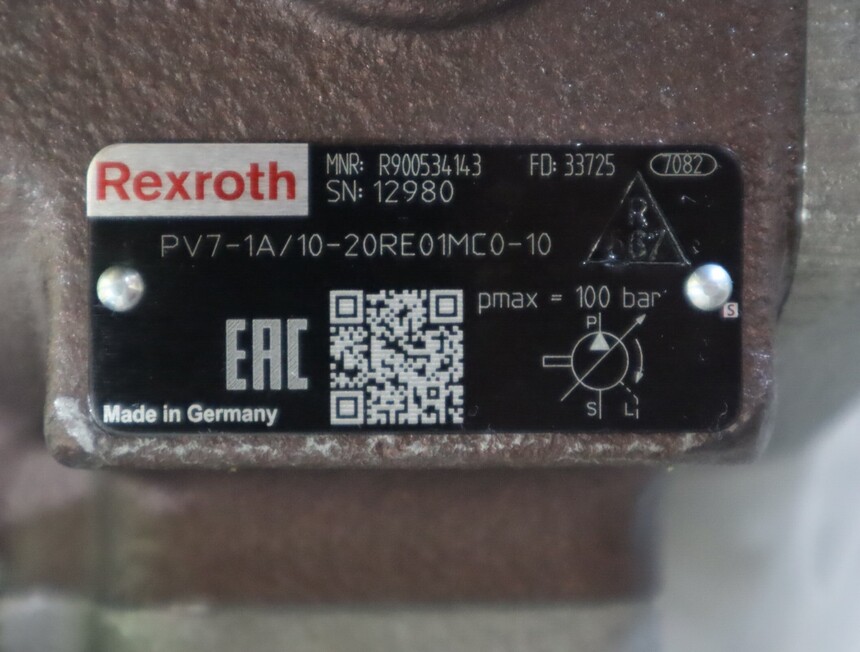 Rexroth
MNR: R900534143 FD: 33725 7082
SN: 12980
R
PV7-1A/10-20RE01MC0-10
67
pmax = 100 bar
S
P
EAC
S L
Made in Germany